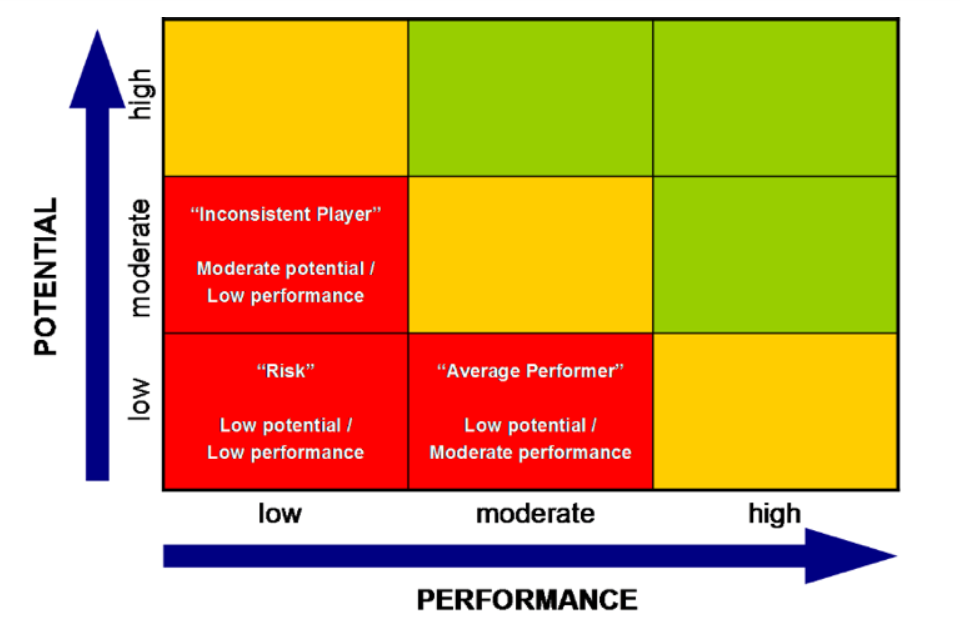 POTENTIAL
high
moderate
low
“Inconsistent Player”
Moderate potential /
Low performance
“Risk”
Low potential /
Low performance
“Average Performer”
Low potential /
Moderate performance
low
moderate
high
PERFORMANCE